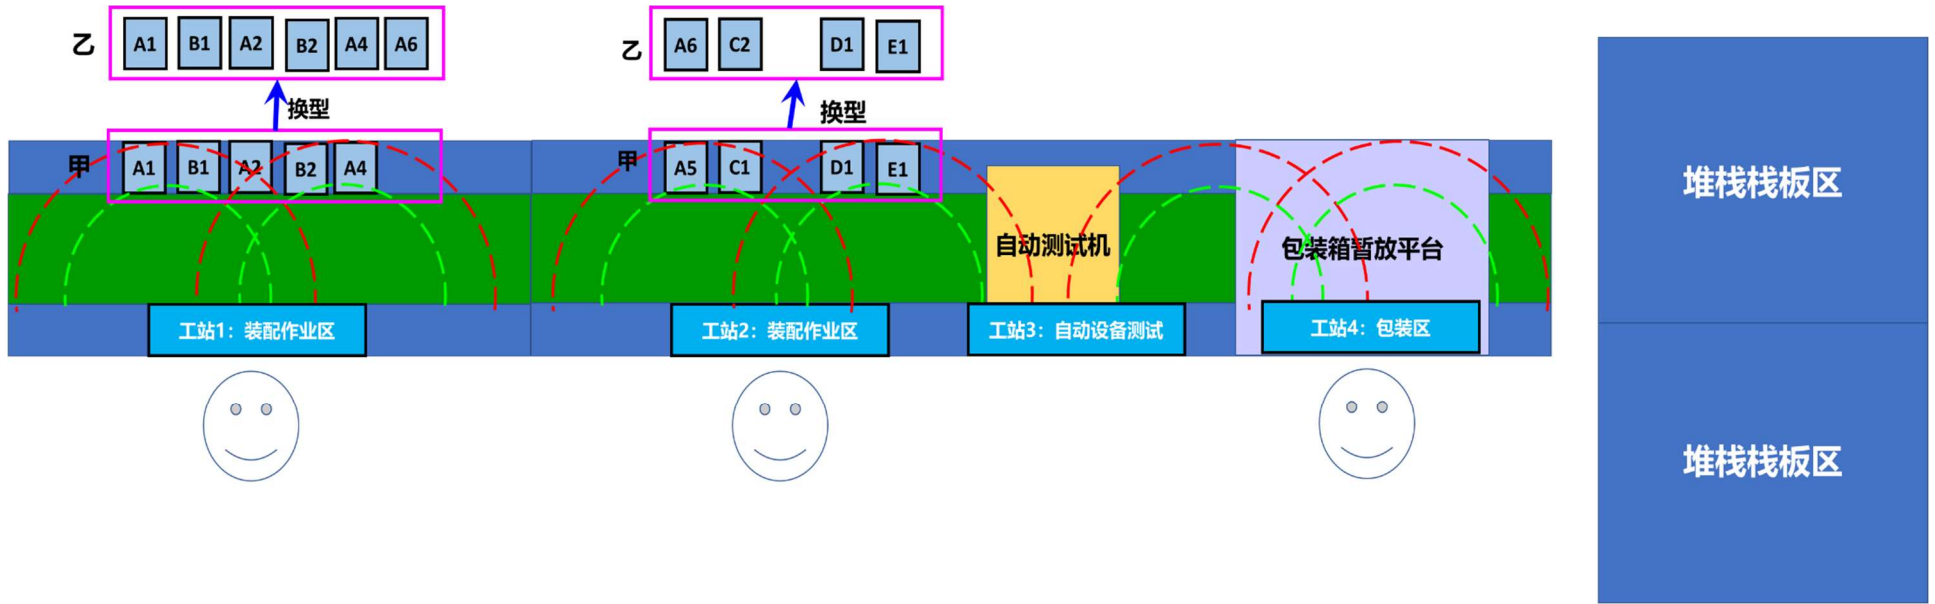 乙 A1 B1 A2 B2 A4 A6
乙 A6 C2 D1 E1
换型
换型
甲 A1 B1 A2 B2 A4
甲 A5 C1 D1 E1
自动测试机
包装箱暂放平台
工站1：装配作业区
工站2：装配作业区
工站3：自动设备测试
工站4：包装区
堆栈栈板区
堆栈栈板区